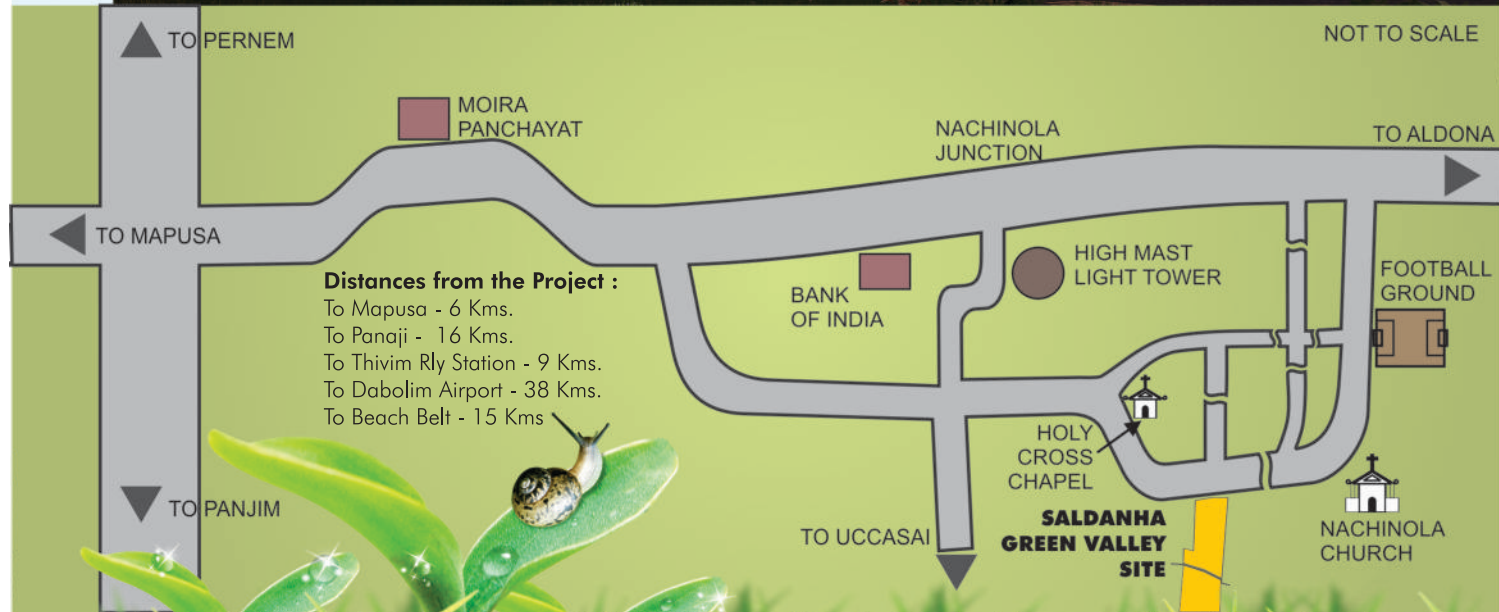 TO PERNEM
NOT TO SCALE
MOIRA
PANCHAYAT
NACHINOLA
JUNCTION
TO ALDONA
TO MAPUSA
HIGH MAST
LIGHT TOWER
FOOTBALL
GROUND
BANK
OF INDIA
Distances from the Project :
To Mapusa - 6 Kms.
To Panaji - 16 Kms.
To Thivim Rly Station - 9 Kms.
To Dabolim Airport - 38 Kms.
To Beach Belt - 15 Kms
HOLY
CROSS
CHAPEL
TO PANJIM
TO UCCASAI
SALDANHA
GREEN VALLEY
SITE
NACHINOLA
CHURCH